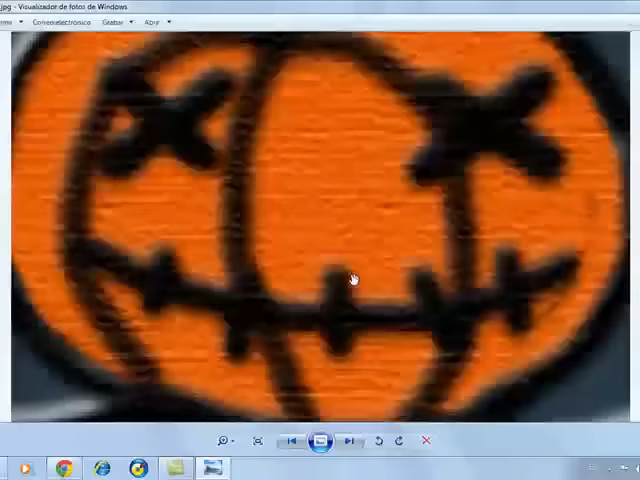 .jpg - Visualizador de fotos de Windows
Correo electrónico Grabar Abrir